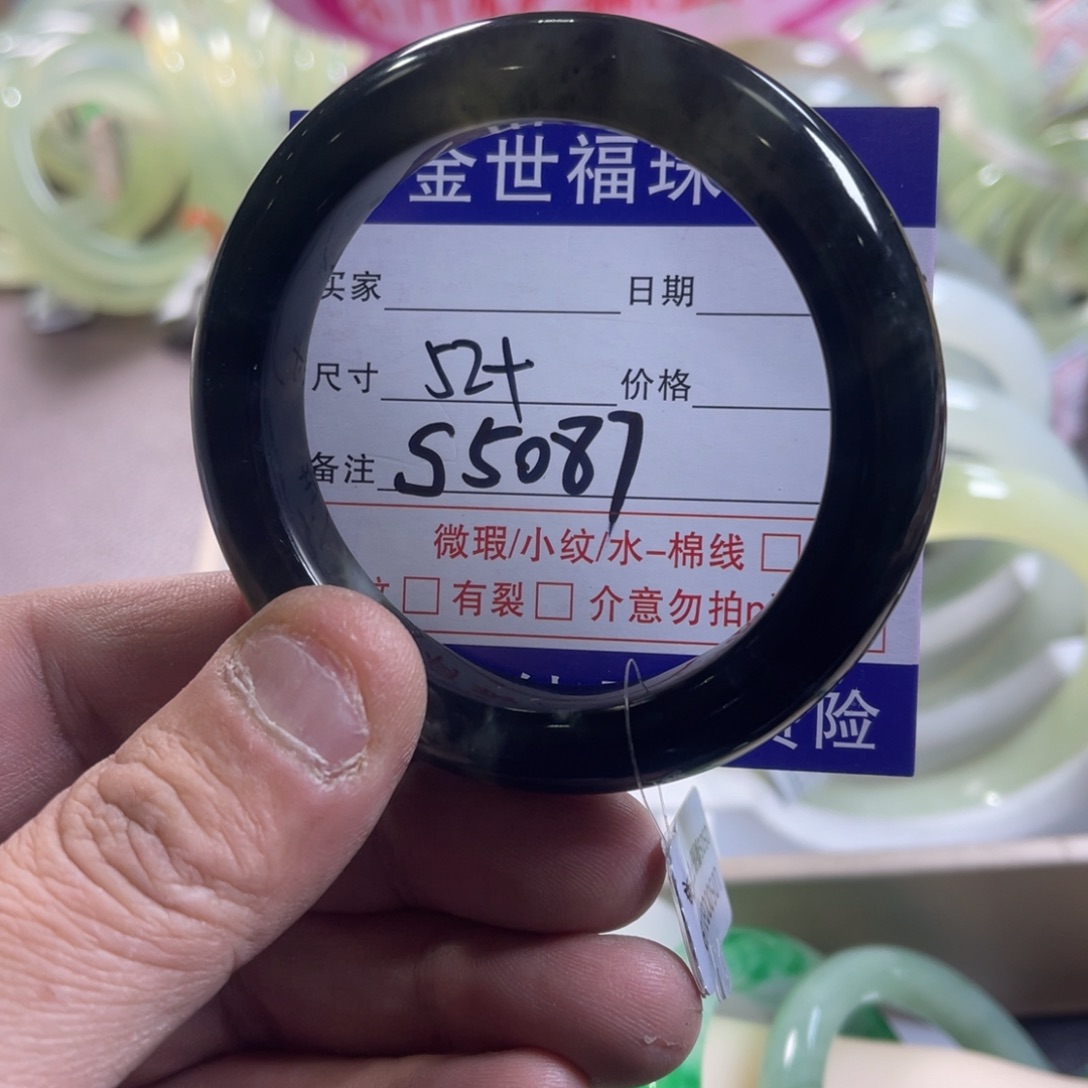 金世福珠
买家 日期
尺寸 52+ 价格
备注 S5087
微瑕/小纹/水-棉线 □
□ 有裂 □ 介意勿拍
险